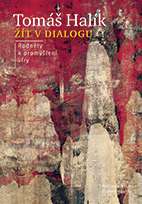 Tomáš Halík
ŽÍT V DIALOGU
Podněty
k promýšlení
víry